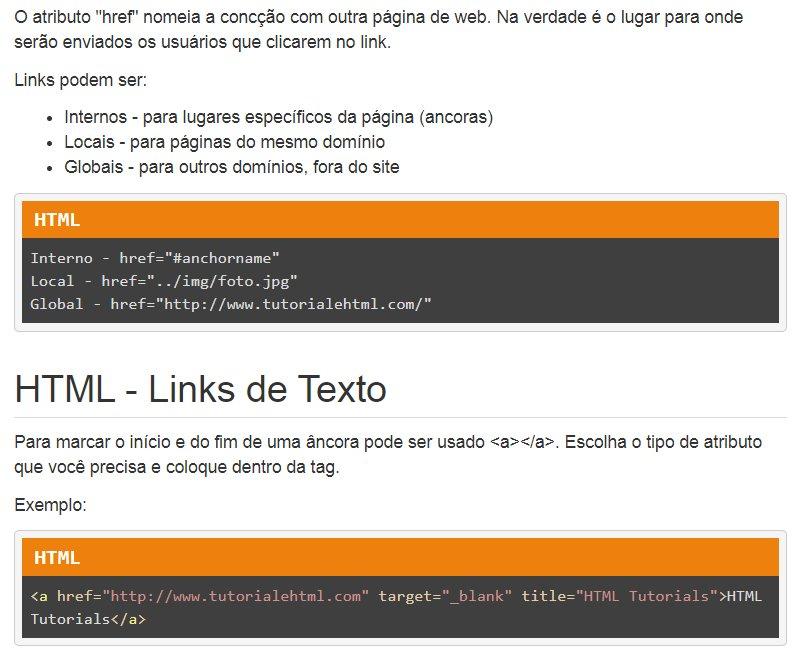 O atributo "href" nomeia a concção com outra página de web. Na verdade é o lugar para onde
serão enviados os usuários que clicarem no link.
Links podem ser:
• Internos - para lugares específicos da página (ancoras)
• Locais - para páginas do mesmo domínio
• Globais - para outros domínios, fora do site
HTML
Interno - href="#anchorname"
Local - href="../img/foto.jpg"
Global - href="http://www.tutorialehtml.com/"
HTML - Links de Texto
Para marcar o início e do fim de uma âncora pode ser usado <a></a>. Escolha o tipo de atributo
que você precisa e coloque dentro da tag.
Exemplo:
HTML
<a href="http://www.tutorialehtml.com" target="_blank" title="HTML Tutorials">HTML
Tutorials</a>